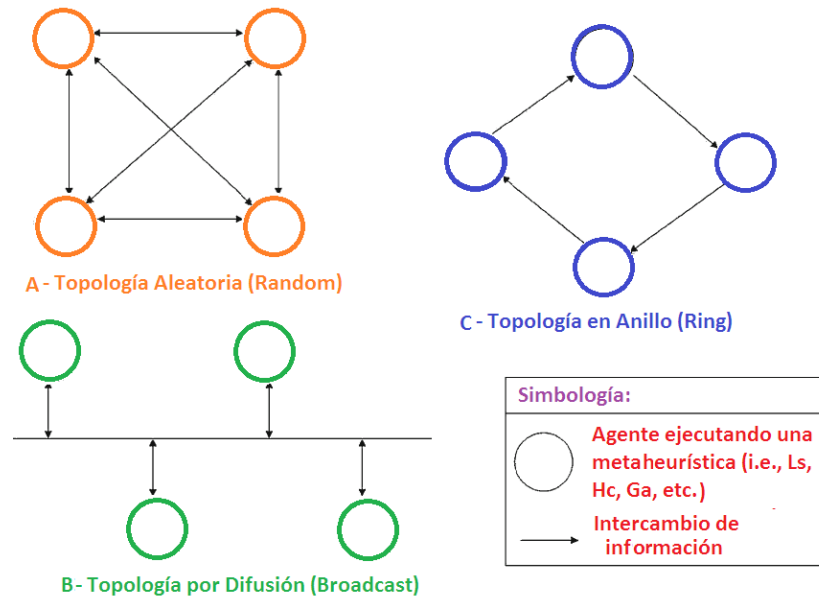 A - Topología Aleatoria (Random)
C - Topología en Anillo (Ring)
B - Topología por Difusión (Broadcast)
Simbología:
Agente ejecutando una
metaheurística (i.e., Ls,
Hc, Ga, etc.)
Intercambio de
información